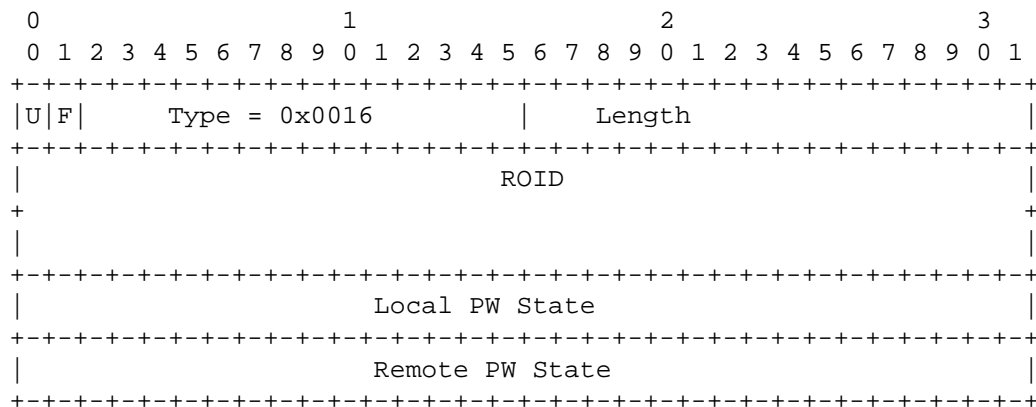 0                   1                   2                   3
 0 1 2 3 4 5 6 7 8 9 0 1 2 3 4 5 6 7 8 9 0 1 2 3 4 5 6 7 8 9 0 1
+-+-+-+-+-+-+-+-+-+-+-+-+-+-+-+-+-+-+-+-+-+-+-+-+-+-+-+-+-+-+-+-+
|U|F|     Type = 0x0016         |    Length                     |
+-+-+-+-+-+-+-+-+-+-+-+-+-+-+-+-+-+-+-+-+-+-+-+-+-+-+-+-+-+-+-+-+
|                              ROID                             |
+                                                               +
|                                                               |
+-+-+-+-+-+-+-+-+-+-+-+-+-+-+-+-+-+-+-+-+-+-+-+-+-+-+-+-+-+-+-+-+
|                      Local PW State                           |
+-+-+-+-+-+-+-+-+-+-+-+-+-+-+-+-+-+-+-+-+-+-+-+-+-+-+-+-+-+-+-+-+
|                      Remote PW State                          |
+-+-+-+-+-+-+-+-+-+-+-+-+-+-+-+-+-+-+-+-+-+-+-+-+-+-+-+-+-+-+-+-+